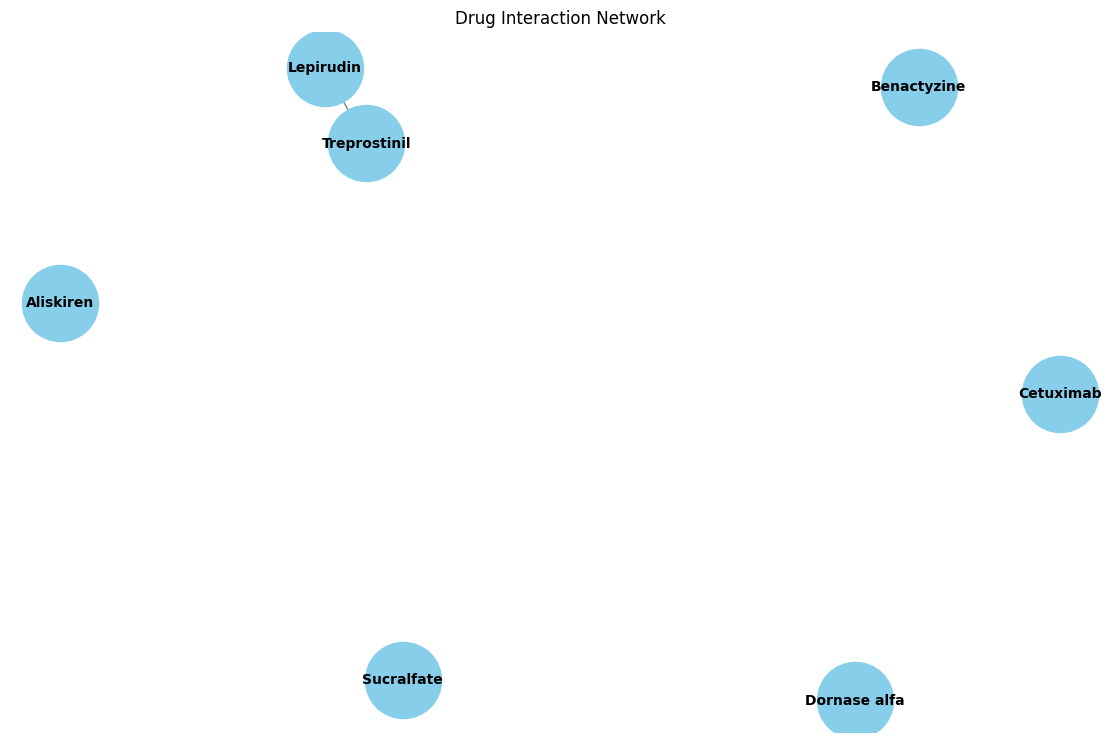 Drug Interaction Network
Lepirudin
Benactyzine
Treprostinil
Aliskiren
Cetuximab
Sucralfate
Dornase alfa